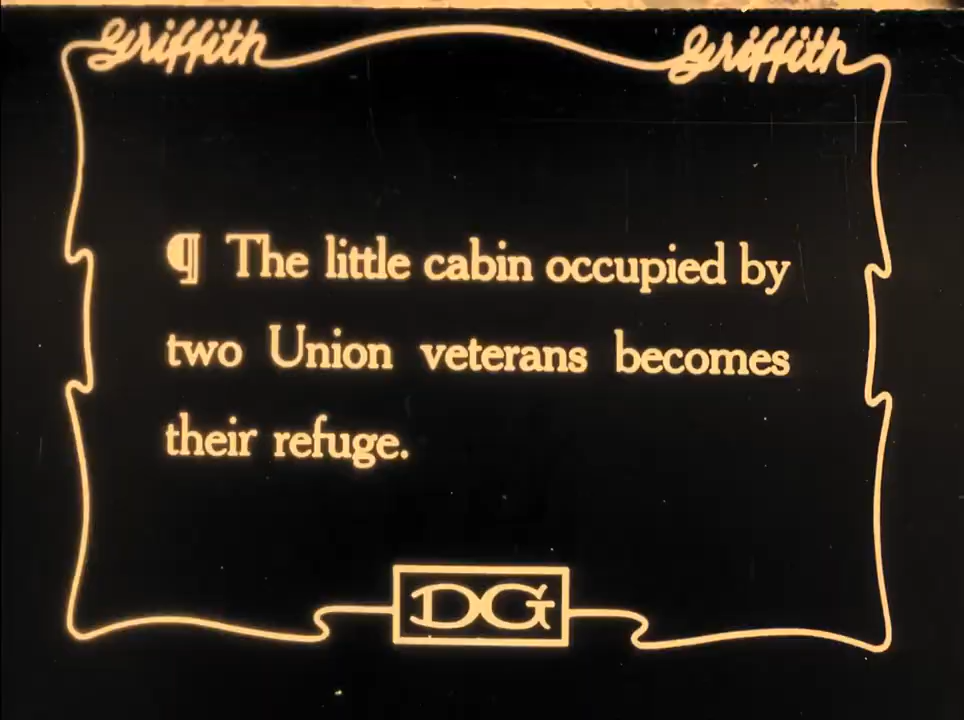 Griffith Griffith
¶ The little cabin occupied by
two Union veterans becomes
their refuge.
DG